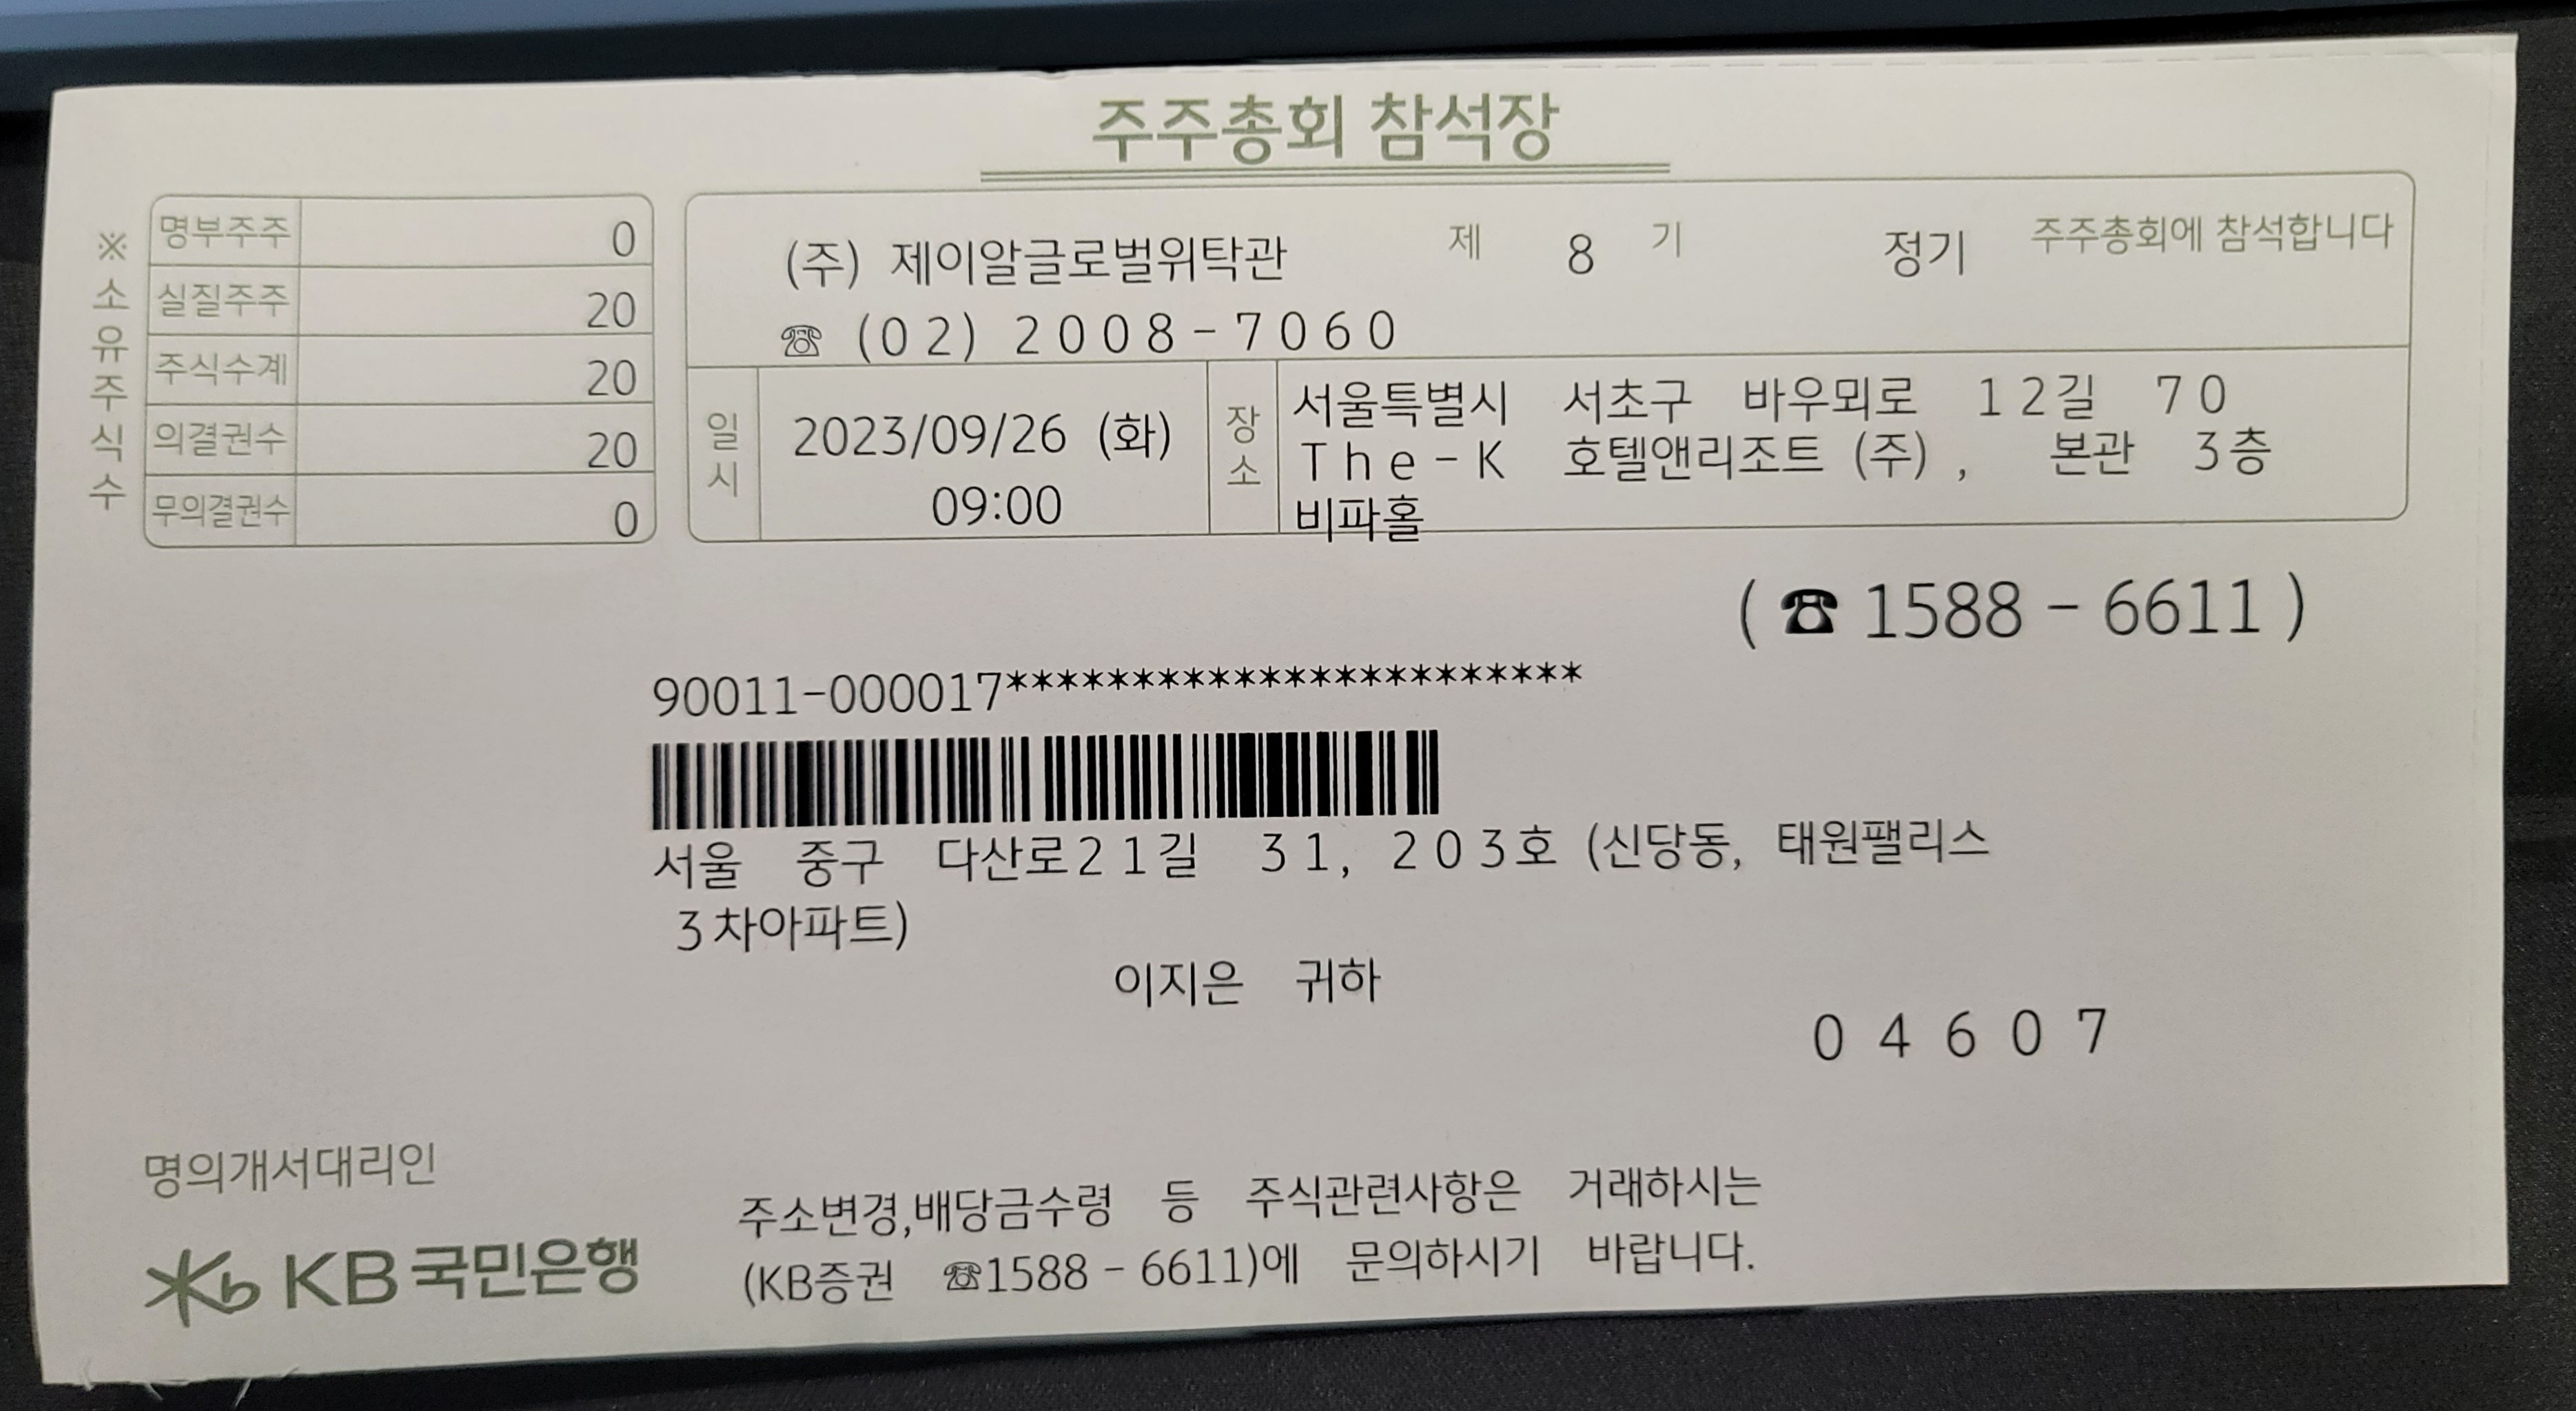 주주총회 참석장
※ 소유주식수
명부주주 0
실질주주 20
주식수계 20
의결권수 20
무의결권수 0
(주) 제이알글로벌위탁관 제 8 기 정기 주주총회에 참석합니다
☎ (02) 2008-7060
일시 2023/09/26 (화)
09:00
장소 서울특별시 서초구 바우뫼로 12길 70
The-K 호텔앤리조트 (주), 본관 3층
비파홀
(☎ 1588-6611)
90011-000017***********************
서울 중구 다산로21길 31, 203호 (신당동, 태원팰리스
3차아파트)
이지은 귀하
04607
명의개서대리인
KB국민은행
주소변경,배당금수령 등 주식관련사항은 거래하시는
(KB증권 ☎1588-6611)에 문의하시기 바랍니다.